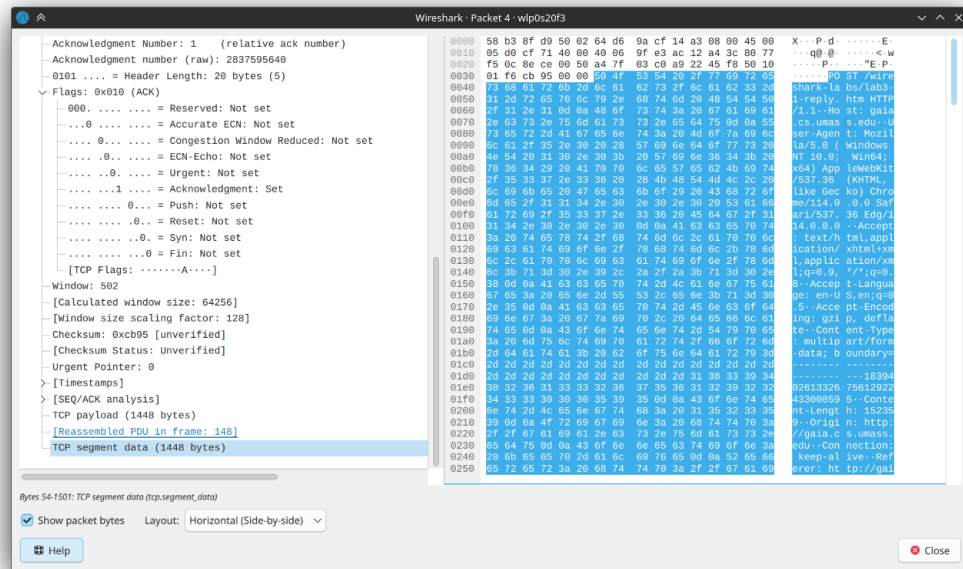 Wireshark · Packet 4 · wlp0s20f3
Acknowledgment Number: 1    (relative ack number)
Acknowledgment number (raw): 2837595640
0101 .... = Header Length: 20 bytes (5)
Flags: 0x010 (ACK)
000. .... .... = Reserved: Not set
...0 .... .... = Accurate ECN: Not set
.... 0... .... = Congestion Window Reduced: Not set
.... .0.. .... = ECN-Echo: Not set
.... ..0. .... = Urgent: Not set
.... ...1 .... = Acknowledgment: Set
.... .... 0... = Push: Not set
.... .... .0.. = Reset: Not set
.... .... ..0. = Syn: Not set
.... .... ...0 = Fin: Not set
[TCP Flags: ·······A····]
Window: 502
[Calculated window size: 64256]
[Window size scaling factor: 128]
Checksum: 0xcb95 [unverified]
[Checksum Status: Unverified]
Urgent Pointer: 0
[Timestamps]
[SEQ/ACK analysis]
TCP payload (1448 bytes)
[Reassembled PDU in frame: 148]
TCP segment data (1448 bytes)
0000 58 b3 8f d9 50 02 64 d6 9a cf 14 a3 08 00 45 00 X···P·d· ······E·
0010 05 d0 cf 71 40 00 40 06 9f e3 ac 12 a4 3c 80 77 ···q@·@· ·····<·w
0020 f5 0c 8e ce 00 50 a4 7f 03 c0 a9 22 45 f8 50 10 ·····P·· ···"E·P·
0030 01 f6 cb 95 00 00 50 4f 53 54 20 2f 77 69 72 65 ······PO ST /wire
0040 73 68 61 72 6b 2d 6c 61 62 73 2f 6c 61 62 33 2d shark-la bs/lab3-
0050 31 2d 72 65 70 6c 79 2e 68 74 6d 20 48 54 54 50 1-reply. htm HTTP
0060 2f 31 2e 31 0d 0a 48 6f 73 74 3a 20 67 61 69 61 /1.1··Ho st: gaia
0070 2e 63 73 2e 75 6d 61 73 73 2e 65 64 75 0d 0a 55 .cs.umas s.edu··U
0080 73 65 72 2d 41 67 65 6e 74 3a 20 4d 6f 7a 69 6c ser-Agen t: Mozil
0090 6c 61 2f 35 2e 30 20 28 57 69 6e 64 6f 77 73 20 la/5.0 ( Windows
00a0 4e 54 20 31 30 2e 30 3b 20 57 69 6e 36 34 3b 20 NT 10.0;  Win64;
00b0 78 36 34 29 20 41 70 70 6c 65 57 65 62 4b 69 74 x64) App leWebKit
00c0 2f 35 33 37 2e 33 36 20 28 4b 48 54 4d 4c 2c 20 /537.36  (KHTML,
00d0 6c 69 6b 65 20 47 65 63 6b 6f 29 20 43 68 72 6f like Gec ko) Chro
00e0 6d 65 2f 31 31 34 2e 30 2e 30 2e 30 20 53 61 66 me/114.0 .0.0 Saf
00f0 61 72 69 2f 35 33 37 2e 33 36 20 45 64 67 2f 31 ari/537. 36 Edg/1
0100 31 34 2e 30 2e 30 2e 30 0d 0a 41 63 63 65 70 74 14.0.0.0 ··Accept
0110 3a 20 74 65 78 74 2f 68 74 6d 6c 2c 61 70 70 6c : text/h tml,appl
0120 69 63 61 74 69 6f 6e 2f 78 68 74 6d 6c 2b 78 6d ication/ xhtml+xm
0130 6c 2c 61 70 70 6c 69 63 61 74 69 6f 6e 2f 78 6d l,applic ation/xm
0140 6c 3b 71 3d 30 2e 39 2c 2a 2f 2a 3b 71 3d 30 2e l;q=0.9, */*;q=0.
0150 38 0d 0a 41 63 63 65 70 74 2d 4c 61 6e 67 75 61 8··Accep t-Langua
0160 67 65 3a 20 65 6e 2d 55 53 2c 65 6e 3b 71 3d 30 ge: en-U S,en;q=0
0170 2e 35 0d 0a 41 63 63 65 70 74 2d 45 6e 63 6f 64 .5··Acce pt-Encod
0180 69 6e 67 3a 20 67 7a 69 70 2c 20 64 65 66 6c 61 ing: gzi p, defla
0190 74 65 0d 0a 43 6f 6e 74 65 6e 74 2d 54 79 70 65 te··Cont ent-Type
01a0 3a 20 6d 75 6c 74 69 70 61 72 74 2f 66 6f 72 6d : multip art/form
01b0 2d 64 61 74 61 3b 20 62 6f 75 6e 64 61 72 79 3d -data; b oundary=
01c0 2d 2d 2d 2d 2d 2d 2d 2d 2d 2d 2d 2d 2d 2d 2d 2d -------- --------
01d0 2d 2d 2d 2d 2d 2d 2d 2d 2d 2d 2d 31 38 33 39 34 -------- ---18394
01e0 30 32 36 31 33 33 32 36 37 35 36 31 32 39 32 32 02613326 75612922
01f0 34 33 33 30 30 30 35 39 35 0d 0a 43 6f 6e 74 65 43300059 5··Conte
0200 6e 74 2d 4c 65 6e 67 74 68 3a 20 31 35 32 33 35 nt-Lengt h: 15235
0210 39 0d 0a 4f 72 69 67 69 6e 3a 20 68 74 74 70 3a 9··Origi n: http:
0220 2f 2f 67 61 69 61 2e 63 73 2e 75 6d 61 73 73 2e //gaia.c s.umass.
0230 65 64 75 0d 0a 43 6f 6e 6e 65 63 74 69 6f 6e 3a edu··Con nection:
0240 20 6b 65 65 70 2d 61 6c 69 76 65 0d 0a 52 65 66 keep-al ive··Ref
0250 65 72 65 72 3a 20 68 74 74 70 3a 2f 2f 67 61 69 erer: ht tp://gai
Bytes 54-1501: TCP segment data (tcp.segment_data)
Show packet bytes Layout: Horizontal (Side-by-side)
Help Close